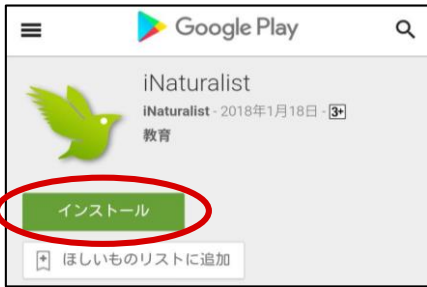 Google Play
iNaturalist
iNaturalist - 2018年1月18日 - 3+
教育
インストール
ほしいものリストに追加